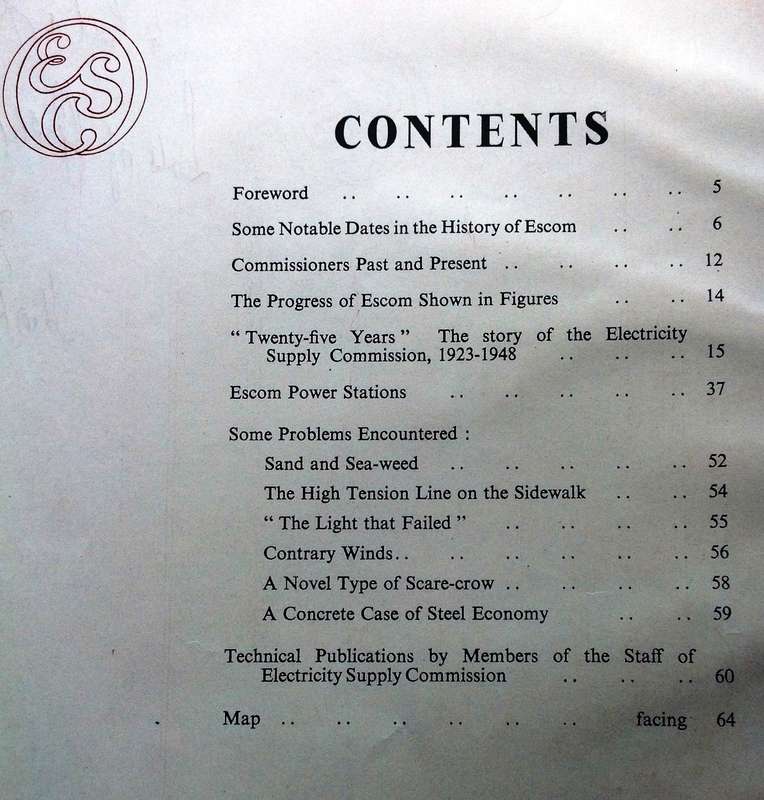 ESC
CONTENTS
Foreword .. .. .. .. .. .. .. 5
Some Notable Dates in the History of Escom .. .. 6
Commissioners Past and Present .. .. .. .. 12
The Progress of Escom Shown in Figures .. .. 14
“ Twenty-five Years ” The story of the Electricity
Supply Commission, 1923-1948 .. .. .. 15
Escom Power Stations .. .. .. .. .. 37
Some Problems Encountered :
Sand and Sea-weed .. .. .. .. .. 52
The High Tension Line on the Sidewalk .. .. 54
“ The Light that Failed ” .. .. .. .. 55
Contrary Winds .. .. .. .. .. .. 56
A Novel Type of Scare-crow .. .. .. .. 58
A Concrete Case of Steel Economy .. .. 59
Technical Publications by Members of the Staff of
Electricity Supply Commission .. .. .. 60
Map .. .. .. .. .. .. facing 64